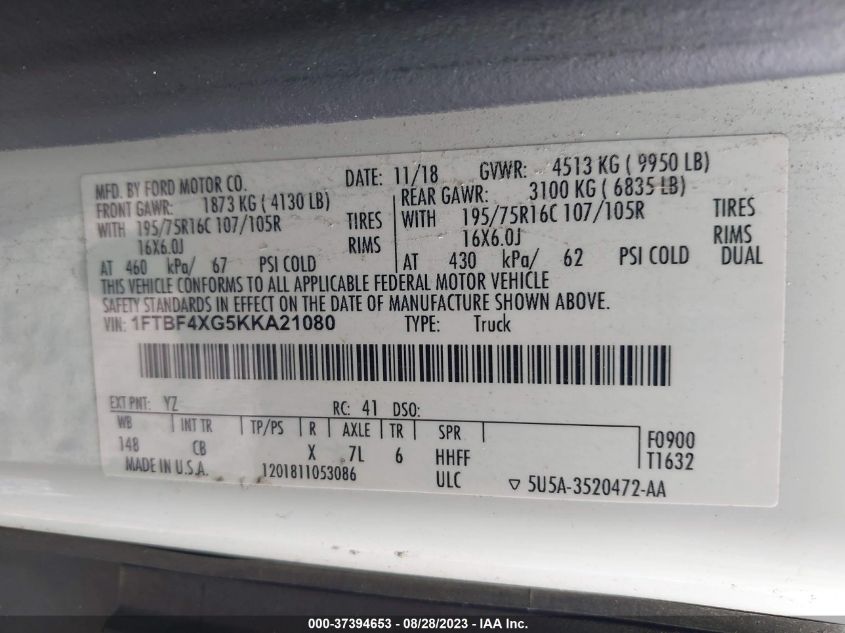 MFD. BY FORD MOTOR CO. DATE: 11/18 GVWR: 4513 KG ( 9950 LB)
FRONT GAWR: 1873 KG ( 4130 LB) REAR GAWR: 3100 KG ( 6835 LB)
WITH 195/75R16C 107/105R TIRES WITH 195/75R16C 107/105R TIRES
16X6.0J RIMS 16X6.0J RIMS
AT 460 kPa/ 67 PSI COLD AT 430 kPa/ 62 PSI COLD DUAL
THIS VEHICLE CONFORMS TO ALL APPLICABLE FEDERAL MOTOR VEHICLE
SAFETY STANDARDS IN EFFECT ON THE DATE OF MANUFACTURE SHOWN ABOVE.
VIN: 1FTBF4XG5KKA21080 TYPE: Truck
EXT PNT: YZ RC: 41 DSO:
WB INT TR TP/PS R AXLE TR SPR F0900
148 CB X 7L 6 HHFF T1632
MADE IN U.S.A. 1201811053086 ULC ▽ 5U5A-3520472-AA
000-37394653 - 08/28/2023 - IAA Inc.